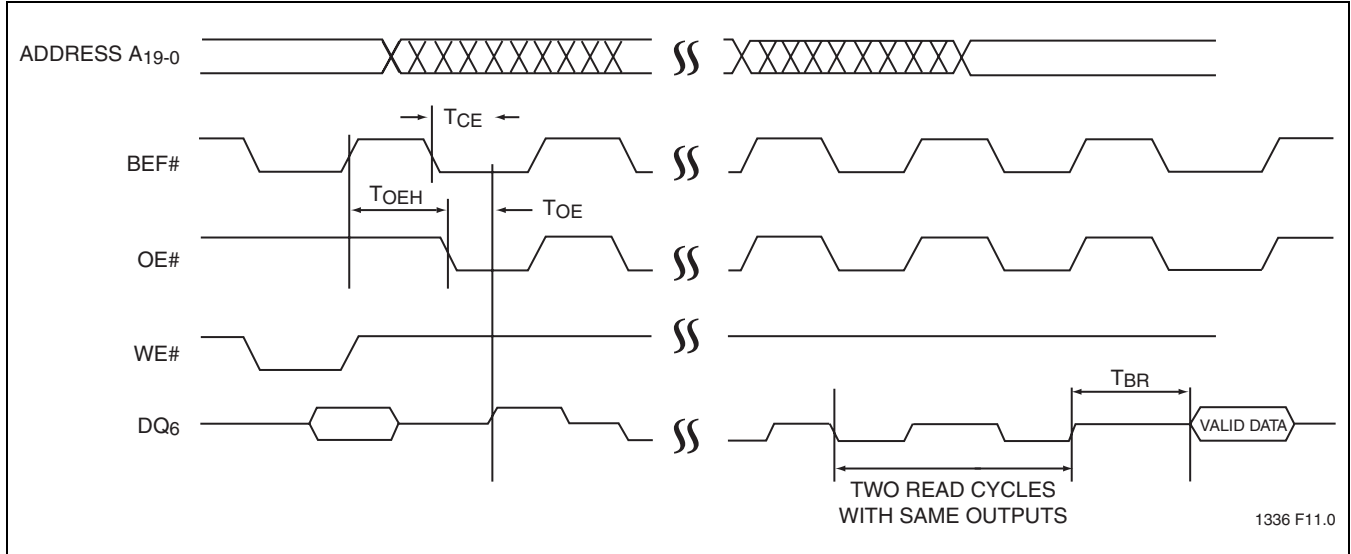 ADDRESS A19-0
TCE
BEF#
TOEH
TOE
OE#
WE#
TBR
DQ6
VALID DATA
TWO READ CYCLES
WITH SAME OUTPUTS
1336 F11.0